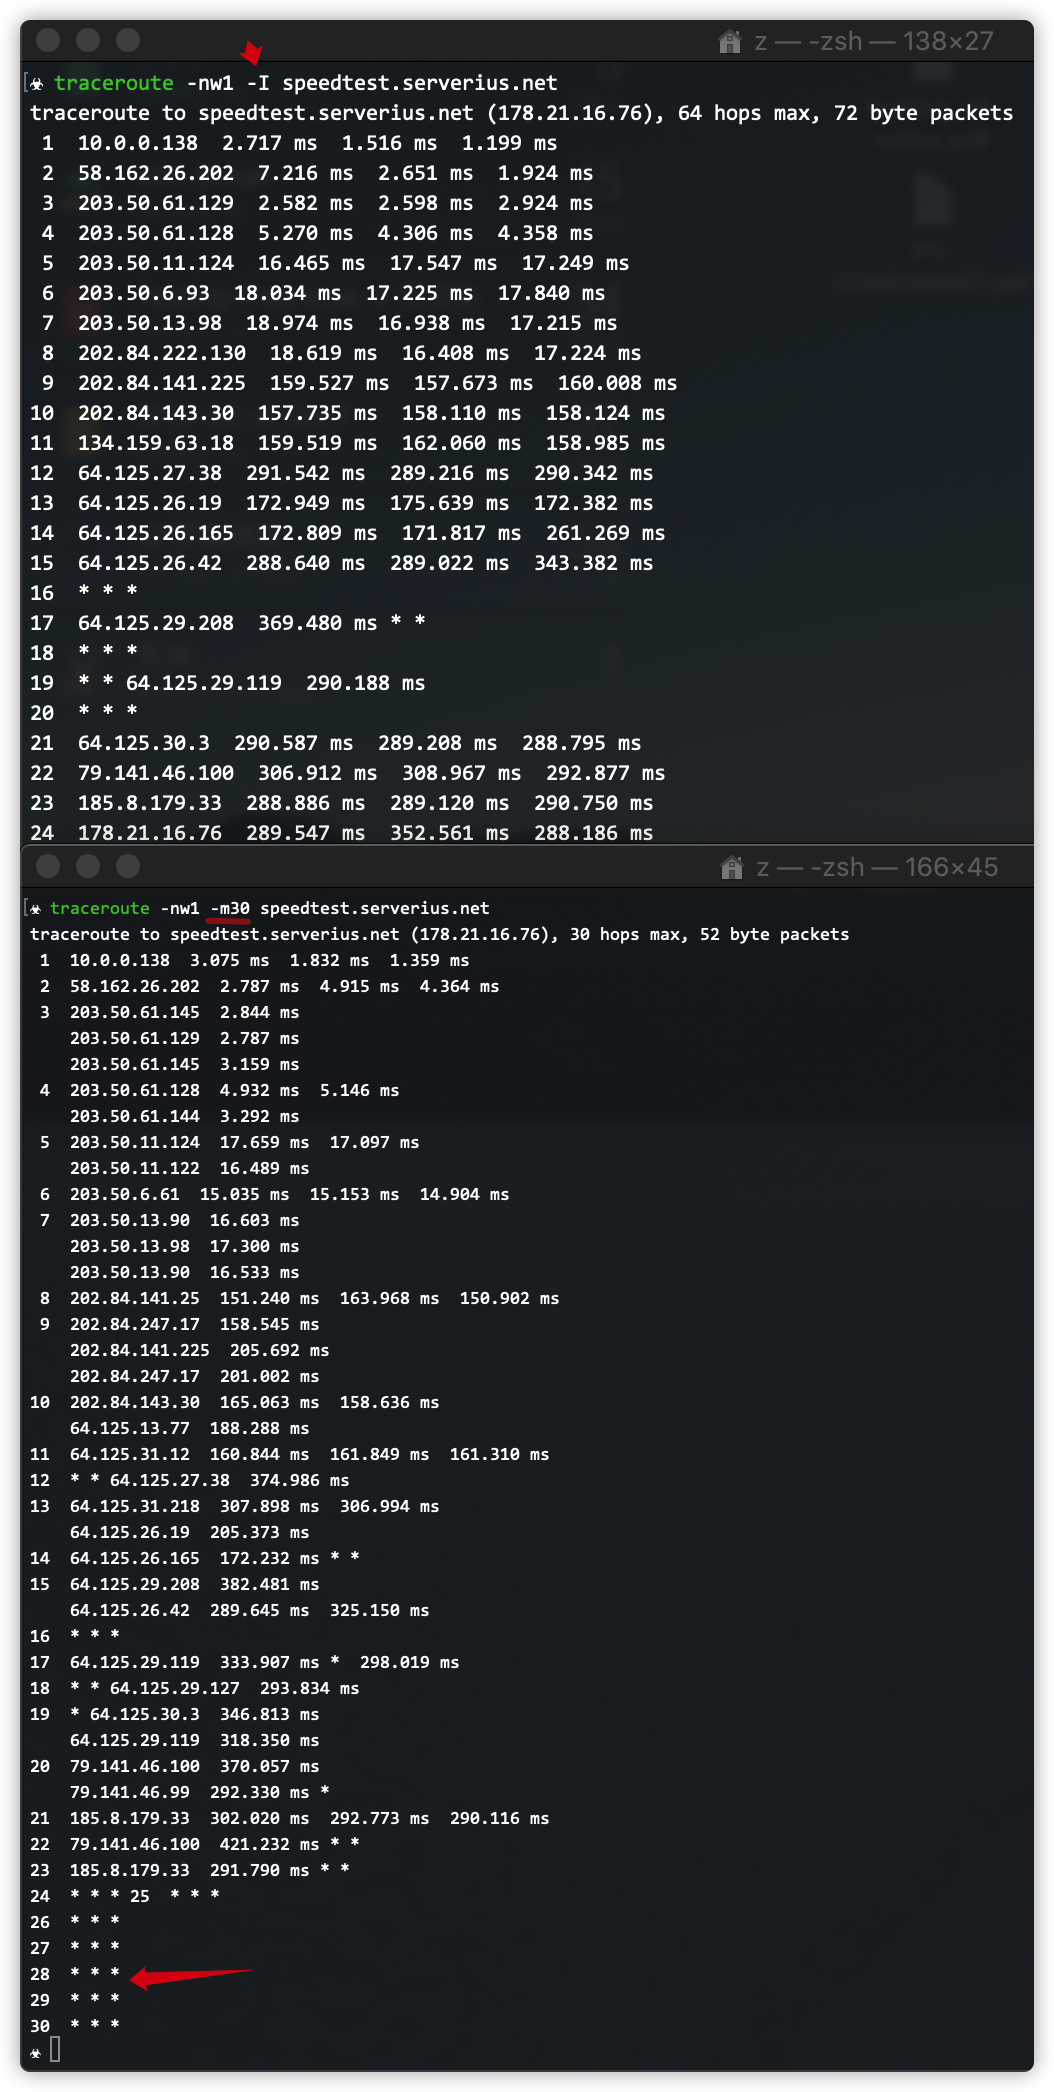 z — -zsh — 138×27
traceroute -nw1 -I speedtest.serverius.net
traceroute to speedtest.serverius.net (178.21.16.76), 64 hops max, 72 byte packets
1 10.0.0.138 2.717 ms 1.516 ms 1.199 ms
2 58.162.26.202 7.216 ms 2.651 ms 1.924 ms
3 203.50.61.129 2.582 ms 2.598 ms 2.924 ms
4 203.50.61.128 5.270 ms 4.306 ms 4.358 ms
5 203.50.11.124 16.465 ms 17.547 ms 17.249 ms
6 203.50.6.93 18.034 ms 17.225 ms 17.840 ms
7 203.50.13.98 18.974 ms 16.938 ms 17.215 ms
8 202.84.222.130 18.619 ms 16.408 ms 17.224 ms
9 202.84.141.225 159.527 ms 157.673 ms 160.008 ms
10 202.84.143.30 157.735 ms 158.110 ms 158.124 ms
11 134.159.63.18 159.519 ms 162.060 ms 158.985 ms
12 64.125.27.38 291.542 ms 289.216 ms 290.342 ms
13 64.125.26.19 172.949 ms 175.639 ms 172.382 ms
14 64.125.26.165 172.809 ms 171.817 ms 261.269 ms
15 64.125.26.42 288.640 ms 289.022 ms 343.382 ms
16 * * *
17 64.125.29.208 369.480 ms * *
18 * * *
19 * * 64.125.29.119 290.188 ms
20 * * *
21 64.125.30.3 290.587 ms 289.208 ms 288.795 ms
22 79.141.46.100 306.912 ms 308.967 ms 292.877 ms
23 185.8.179.33 288.886 ms 289.120 ms 290.750 ms
24 178.21.16.76 289.547 ms 352.561 ms 288.186 ms
z — -zsh — 166×45
traceroute -nw1 -m30 speedtest.serverius.net
traceroute to speedtest.serverius.net (178.21.16.76), 30 hops max, 52 byte packets
1 10.0.0.138 3.075 ms 1.832 ms 1.359 ms
2 58.162.26.202 2.787 ms 4.915 ms 4.364 ms
3 203.50.61.145 2.844 ms
203.50.61.129 2.787 ms
203.50.61.145 3.159 ms
4 203.50.61.128 4.932 ms 5.146 ms
203.50.61.144 3.292 ms
5 203.50.11.124 17.659 ms 17.097 ms
203.50.11.122 16.489 ms
6 203.50.6.61 15.035 ms 15.153 ms 14.904 ms
7 203.50.13.90 16.603 ms
203.50.13.98 17.300 ms
203.50.13.90 16.533 ms
8 202.84.141.25 151.240 ms 163.968 ms 150.902 ms
9 202.84.247.17 158.545 ms
202.84.141.225 205.692 ms
202.84.247.17 201.002 ms
10 202.84.143.30 165.063 ms 158.636 ms
64.125.13.77 188.288 ms
11 64.125.31.12 160.844 ms 161.849 ms 161.310 ms
12 * * 64.125.27.38 374.986 ms
13 64.125.31.218 307.898 ms 306.994 ms
64.125.26.19 205.373 ms
14 64.125.26.165 172.232 ms * *
15 64.125.29.208 382.481 ms
64.125.26.42 289.645 ms 325.150 ms
16 * * *
17 64.125.29.119 333.907 ms * 298.019 ms
18 * * 64.125.29.127 293.834 ms
19 * 64.125.30.3 346.813 ms
64.125.29.119 318.350 ms
20 79.141.46.100 370.057 ms
79.141.46.99 292.330 ms *
21 185.8.179.33 302.020 ms 292.773 ms 290.116 ms
22 79.141.46.100 421.232 ms * *
23 185.8.179.33 291.790 ms * *
24 * * * 25 * * *
26 * * *
27 * * *
28 * * *
29 * * *
30 * * *